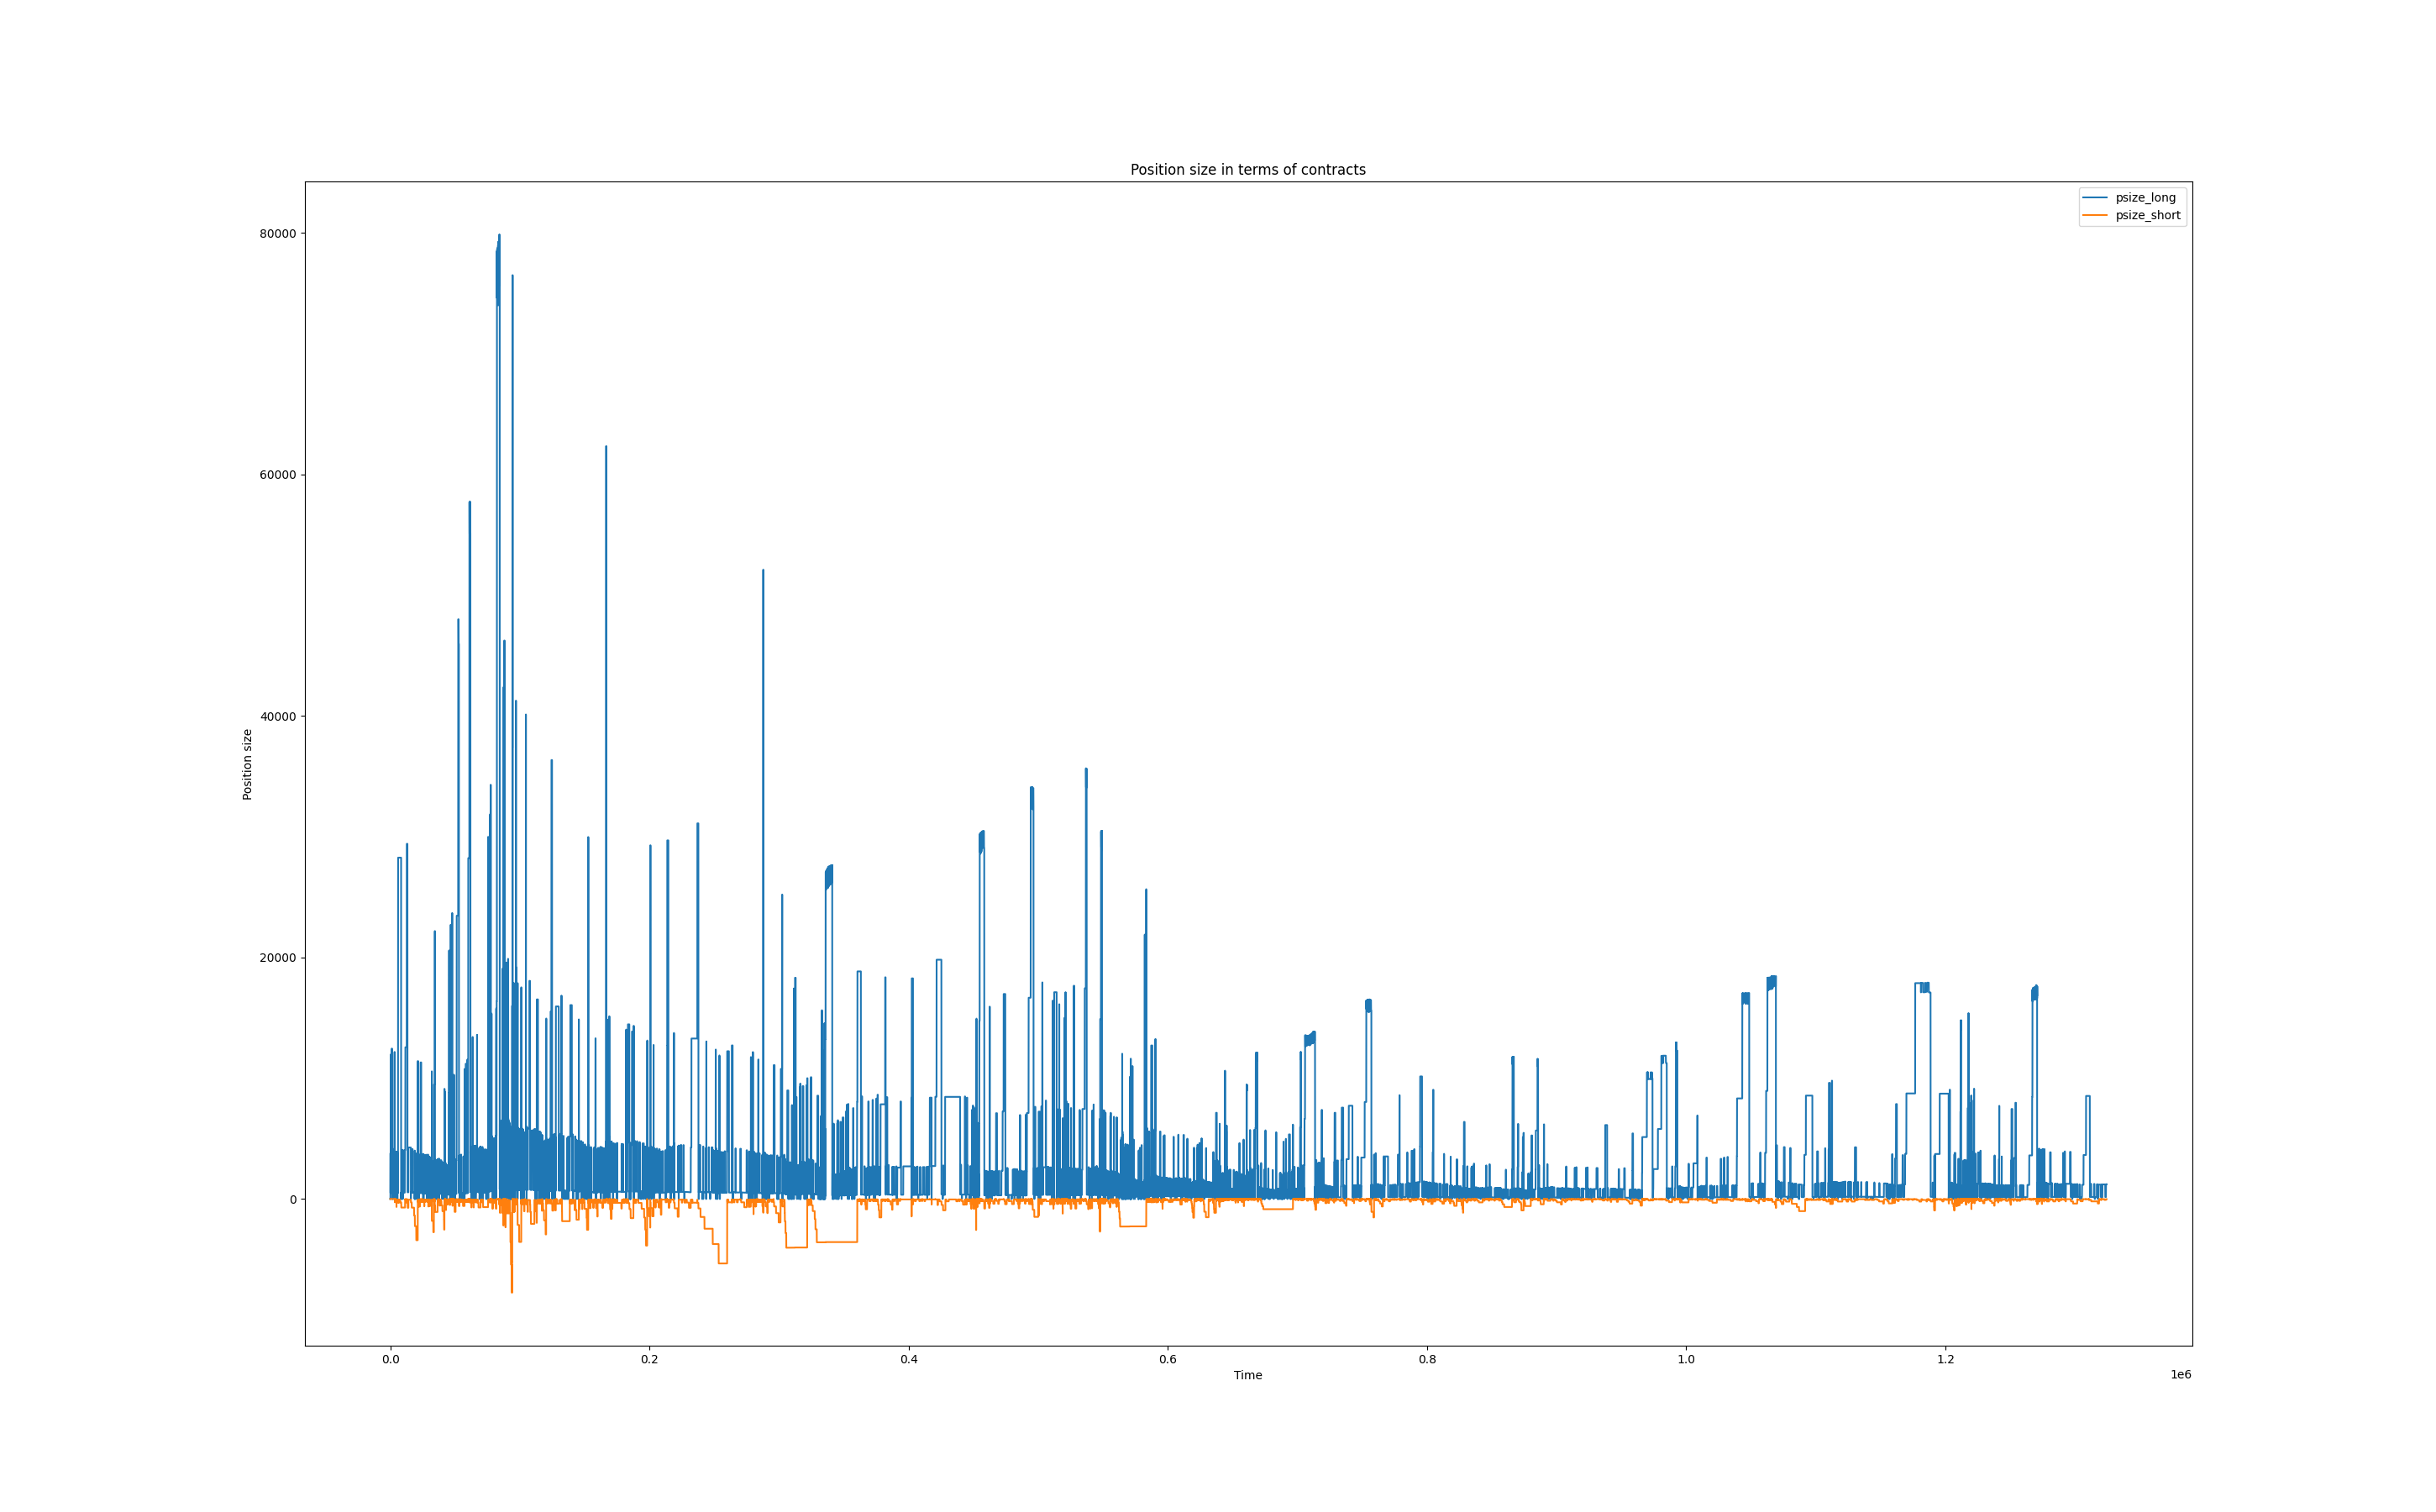 Position size in terms of contracts
psize_long
psize_short
80000
60000
40000
20000
0
Position size
0.0
0.2
0.4
0.6
0.8
1.0
1.2
Time
1e6